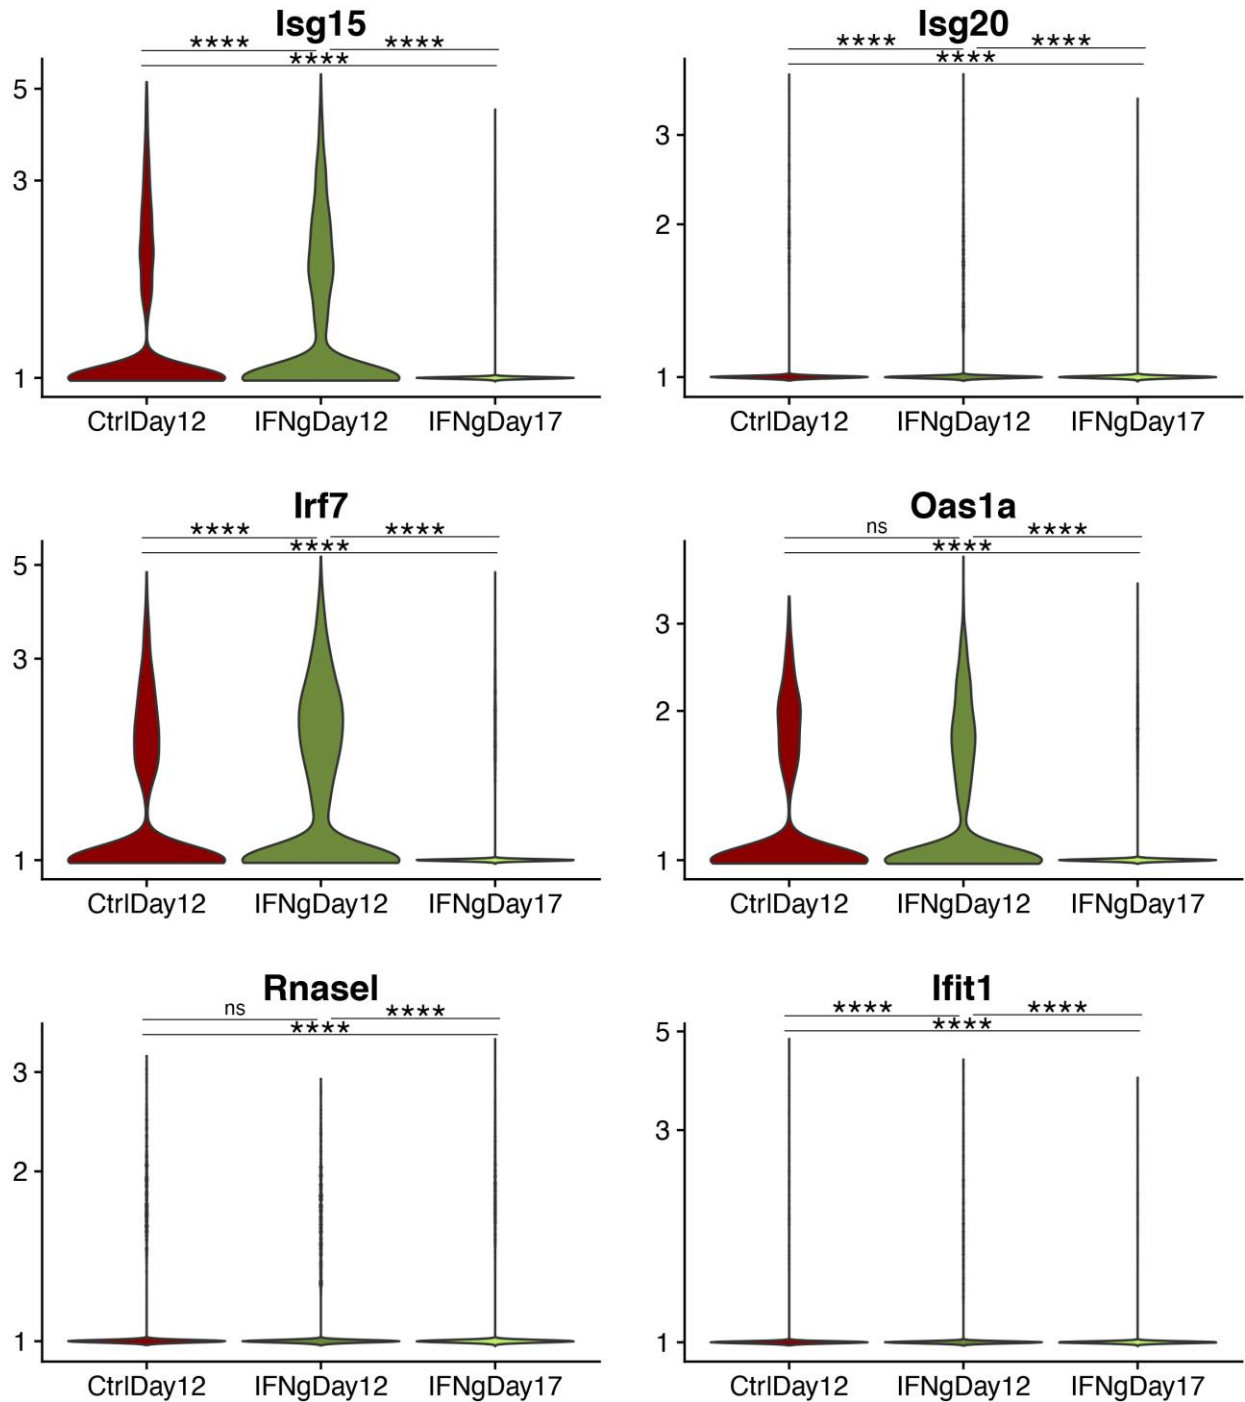 Isg15
**** ****
****
5
3
1
CtrlDay12 IFNgDay12 IFNgDay17
Isg20
**** ****
****
3
2
1
CtrlDay12 IFNgDay12 IFNgDay17
Irf7
**** ****
****
5
3
1
CtrlDay12 IFNgDay12 IFNgDay17
Oas1a
ns ****
****
3
2
1
CtrlDay12 IFNgDay12 IFNgDay17
Rnasel
ns ****
****
3
2
1
CtrlDay12 IFNgDay12 IFNgDay17
Ifit1
**** ****
****
5
3
1
CtrlDay12 IFNgDay12 IFNgDay17